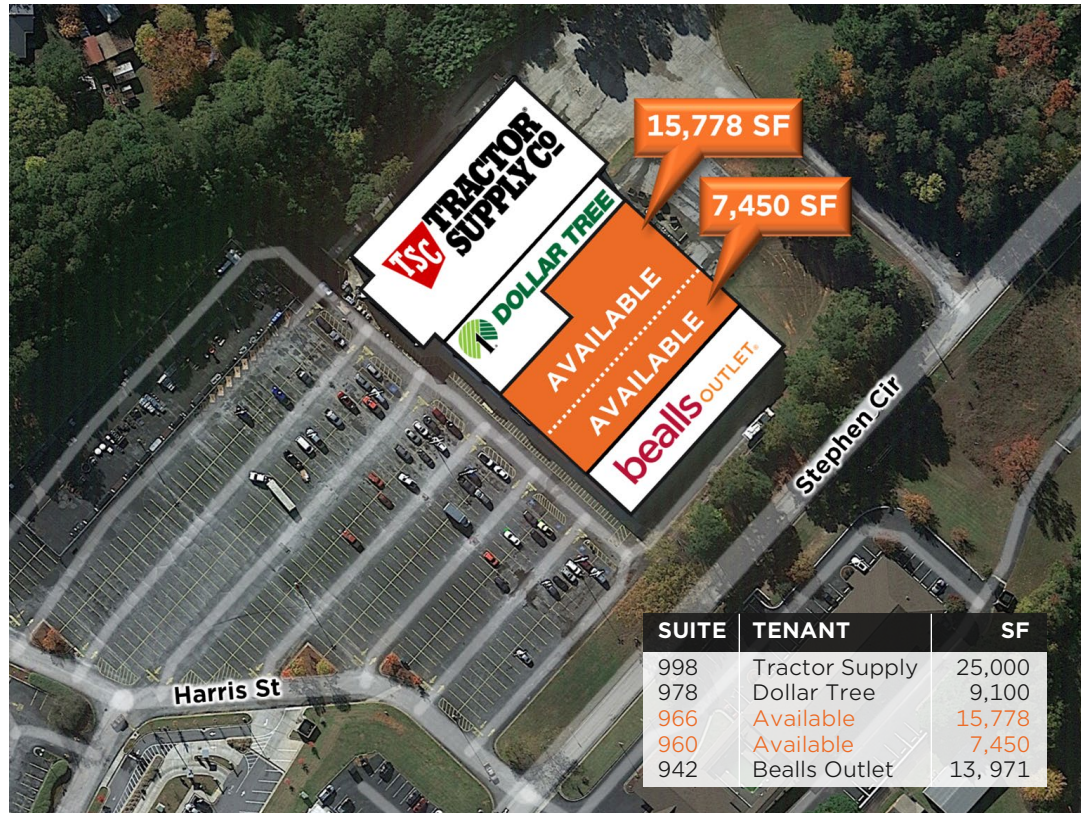 15,778 SF
7,450 SF
TSC TRACTOR
SUPPLY CO
1 DOLLAR TREE
AVAILABLE
AVAILABLE
bealls OUTLET.
Stephen Cir
Harris St
SUITE TENANT SF
998 Tractor Supply 25,000
978 Dollar Tree 9,100
966 Available 15,778
960 Available 7,450
942 Bealls Outlet 13, 971